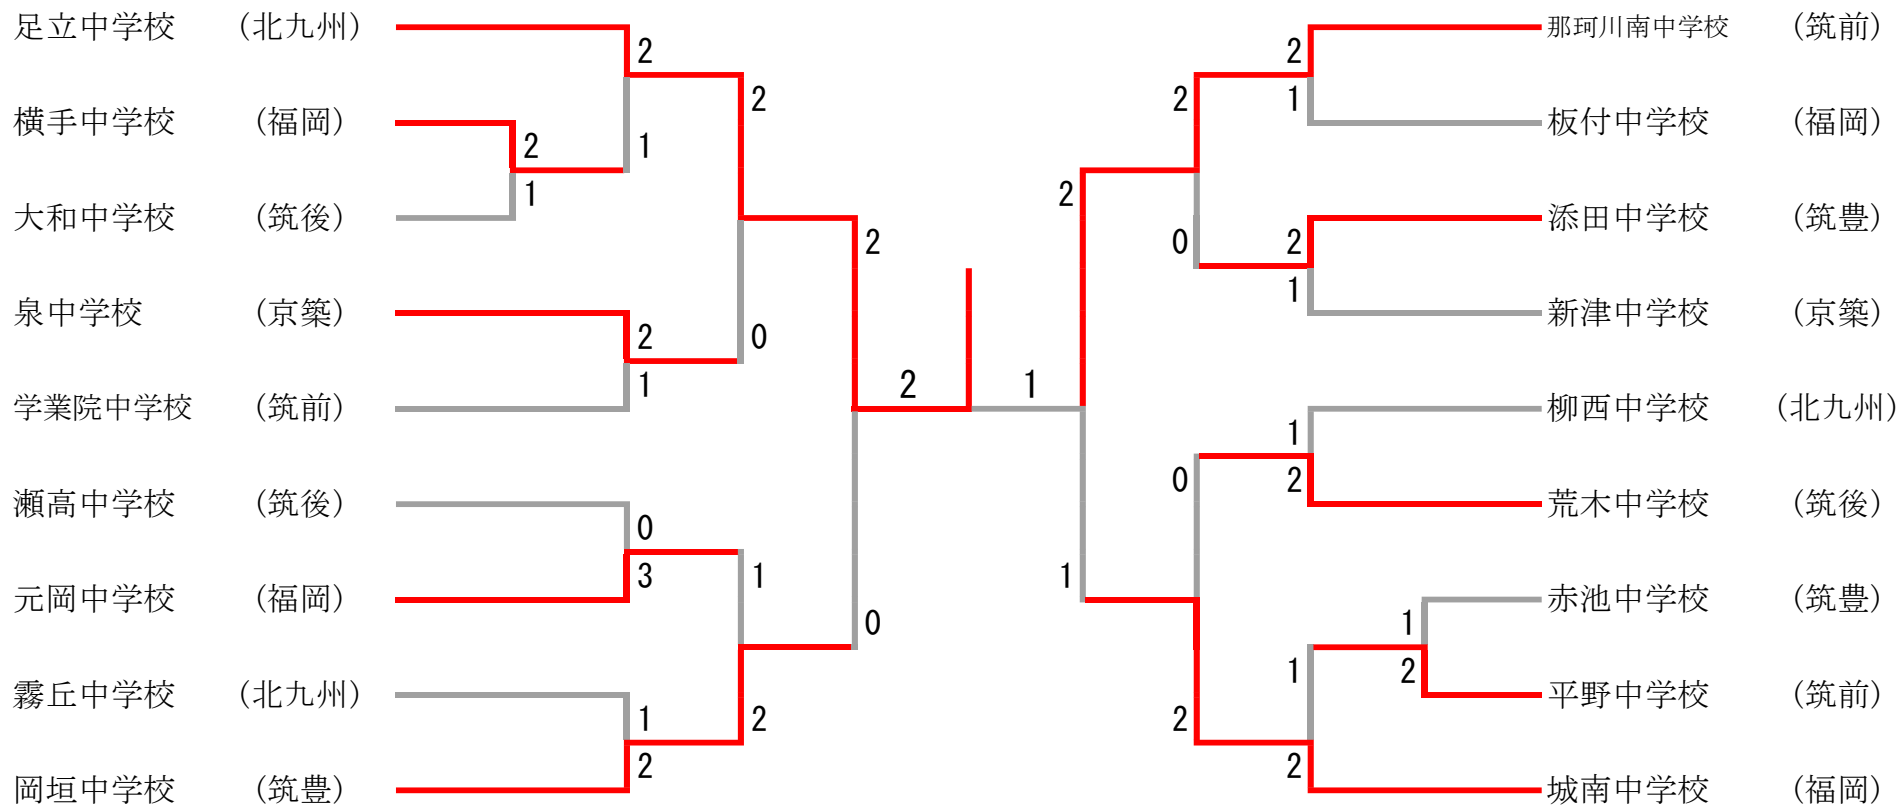 足立中学校 (北九州)
横手中学校 (福岡)
大和中学校 (筑後)
泉中学校 (京築)
学業院中学校 (筑前)
瀬高中学校 (筑後)
元岡中学校 (福岡)
霧丘中学校 (北九州)
岡垣中学校 (筑豊)
2
2
2
1
1
2
2
0
1
0
3
1
0
1
2
2
2
1
2
1
2
2
0
2
1
1
0
2
1
1
2
1
2
2
那珂川南中学校 (筑前)
板付中学校 (福岡)
添田中学校 (筑豊)
新津中学校 (京築)
柳西中学校 (北九州)
荒木中学校 (筑後)
赤池中学校 (筑豊)
平野中学校 (筑前)
城南中学校 (福岡)